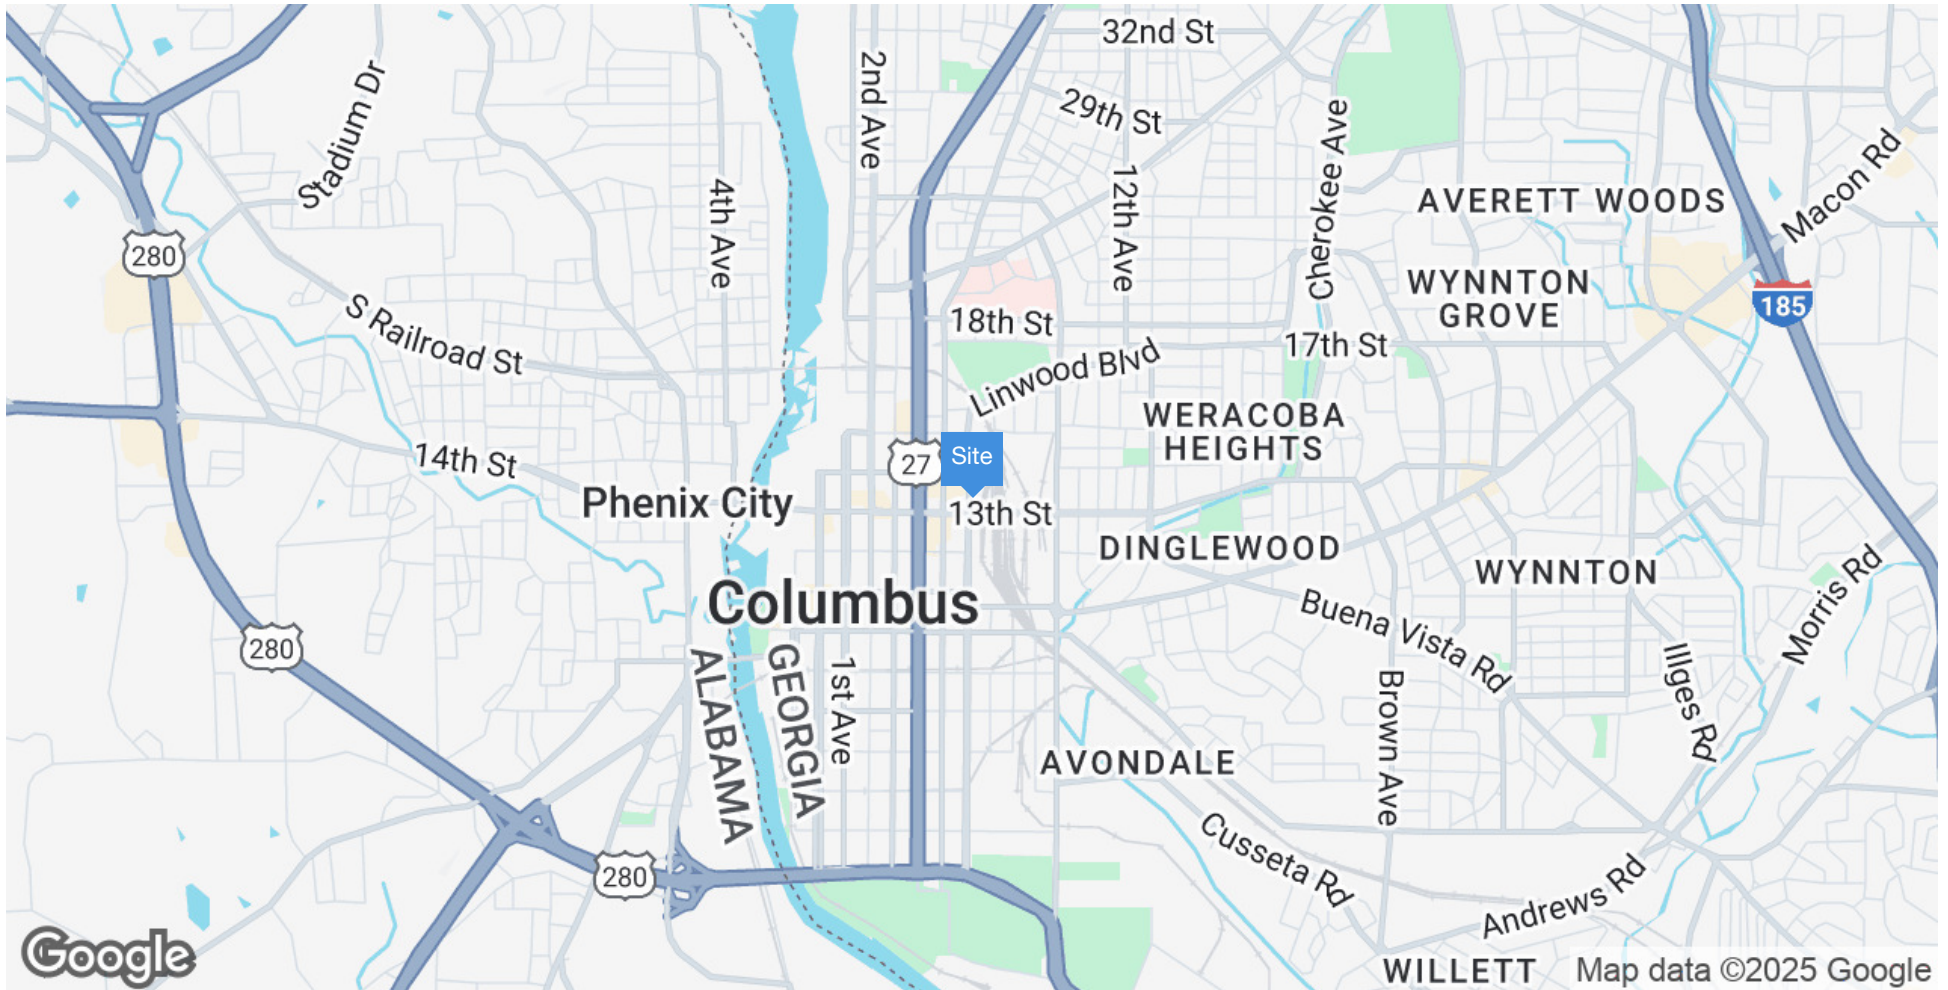 32nd St
2nd Ave
Stadium Dr
29th St
Cherokee Ave
Macon Rd
4th Ave
12th Ave
AVERETT WOODS
280
WYNNTON
GROVE
185
S Railroad St
18th St
17th St
Linwood Blvd
WERACOBA
HEIGHTS
14th St
27
Site
Phenix City
13th St
DINGLEWOOD
WYNNTON
Columbus
Buena Vista Rd
Morris Rd
280
ALABAMA
GEORGIA
1st Ave
Brown Ave
Illges Rd
AVONDALE
280
Cusseta Rd
Andrews Rd
Google
WILLETT
Map data ©2025 Google